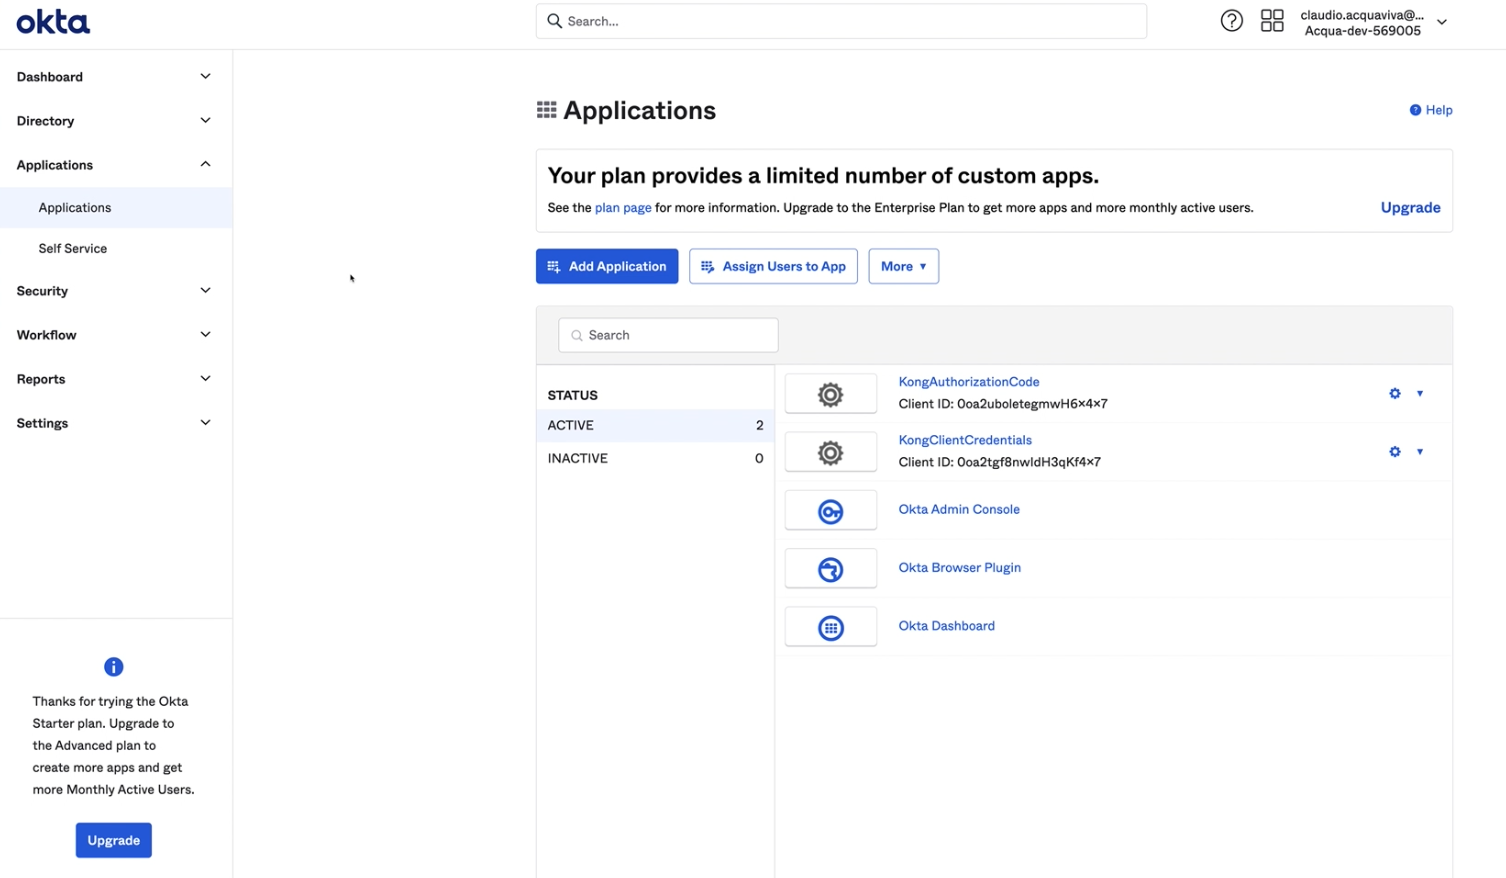 okta
Search...
claudio.acquaviva@...
Acqua-dev-569005
Dashboard
Directory
Applications
Applications
Self Service
Security
Workflow
Reports
Settings
Thanks for trying the Okta
Starter plan. Upgrade to
the Advanced plan to
create more apps and get
more Monthly Active Users.
Upgrade
Applications
Help
Your plan provides a limited number of custom apps.
See the plan page for more information. Upgrade to the Enterprise Plan to get more apps and more monthly active users.
Upgrade
Add Application
Assign Users to App
More
Search
STATUS
ACTIVE 2
INACTIVE 0
KongAuthorizationCode
Client ID: 0oa2uboletegmwH6x4x7
KongClientCredentials
Client ID: 0oa2tgf8nwldH3qKf4x7
Okta Admin Console
Okta Browser Plugin
Okta Dashboard